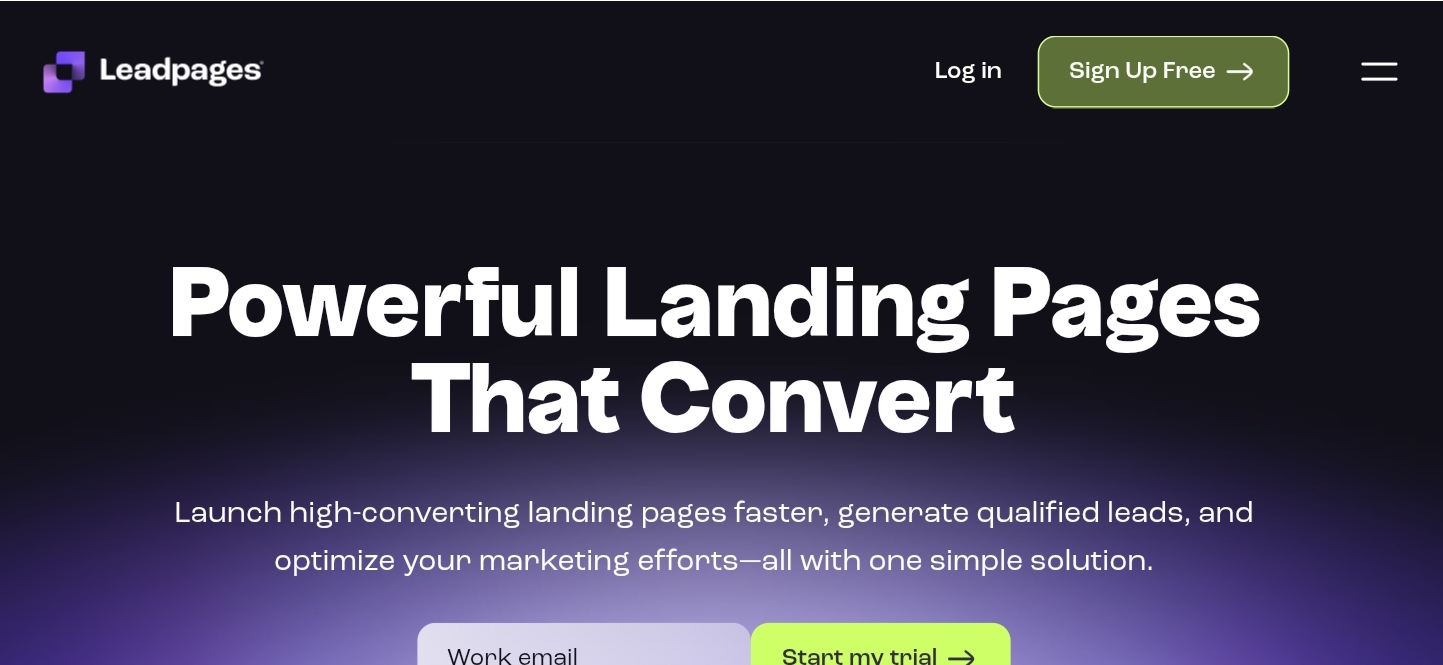 Leadpages
Log in
Sign Up Free
Powerful Landing Pages
That Convert
Launch high-converting landing pages faster, generate qualified leads, and
optimize your marketing efforts—all with one simple solution.
Work email
Start my trial